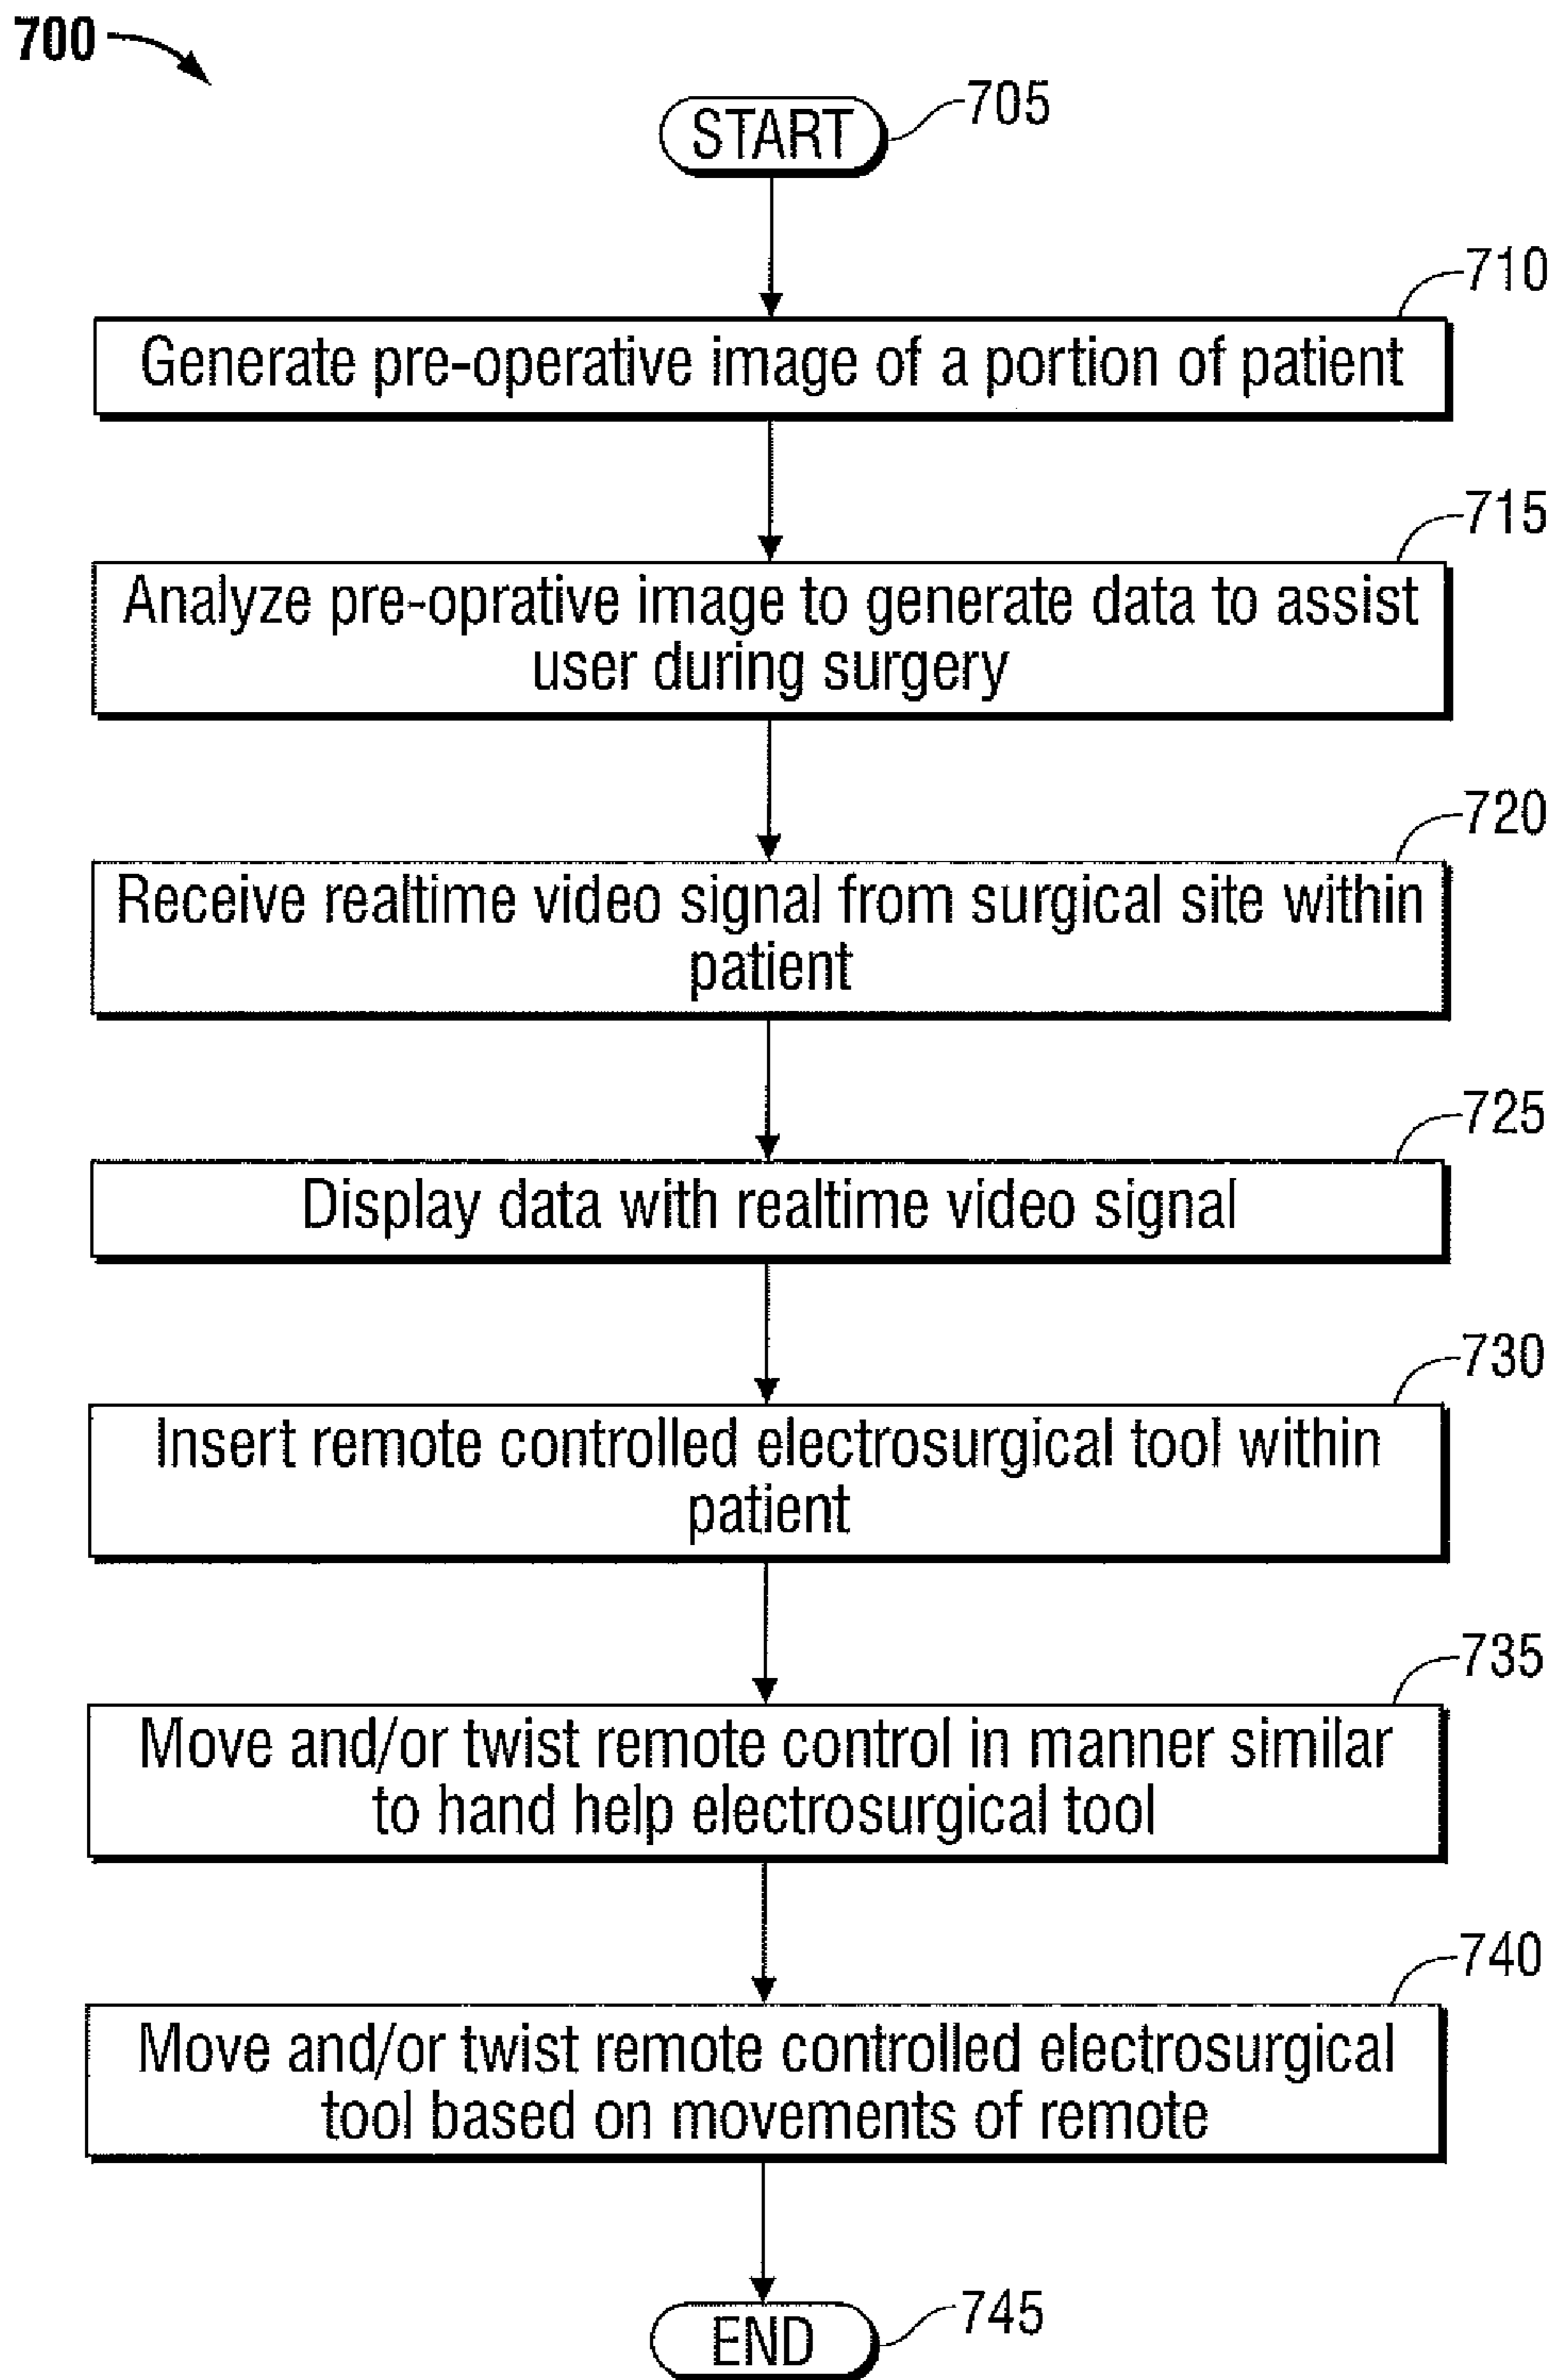 700
START
705
710
Generate pre-operative image of a portion of patient
715
Analyze pre-oprative image to generate data to assist
user during surgery
720
Receive realtime video signal from surgical site within
patient
725
Display data with realtime video signal
730
Insert remote controlled electrosurgical tool within
patient
735
Move and/or twist remote control in manner similar
to hand help electrosurgical tool
740
Move and/or twist remote controlled electrosurgical
tool based on movements of remote
END
745